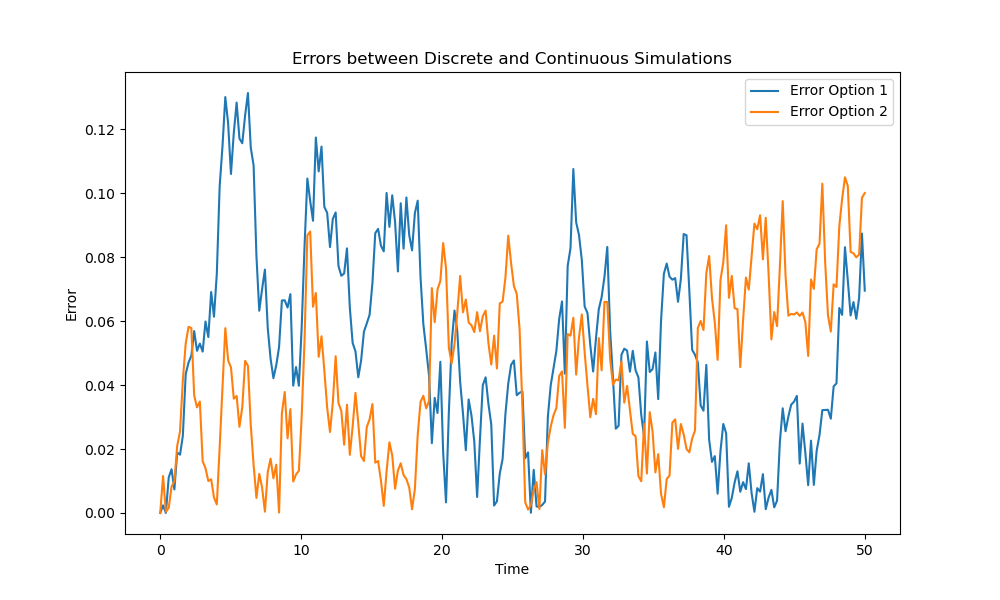 Errors between Discrete and Continuous Simulations
Error Option 1
Error Option 2
Error
0.12
0.10
0.08
0.06
0.04
0.02
0.00
0 10 20 30 40 50
Time